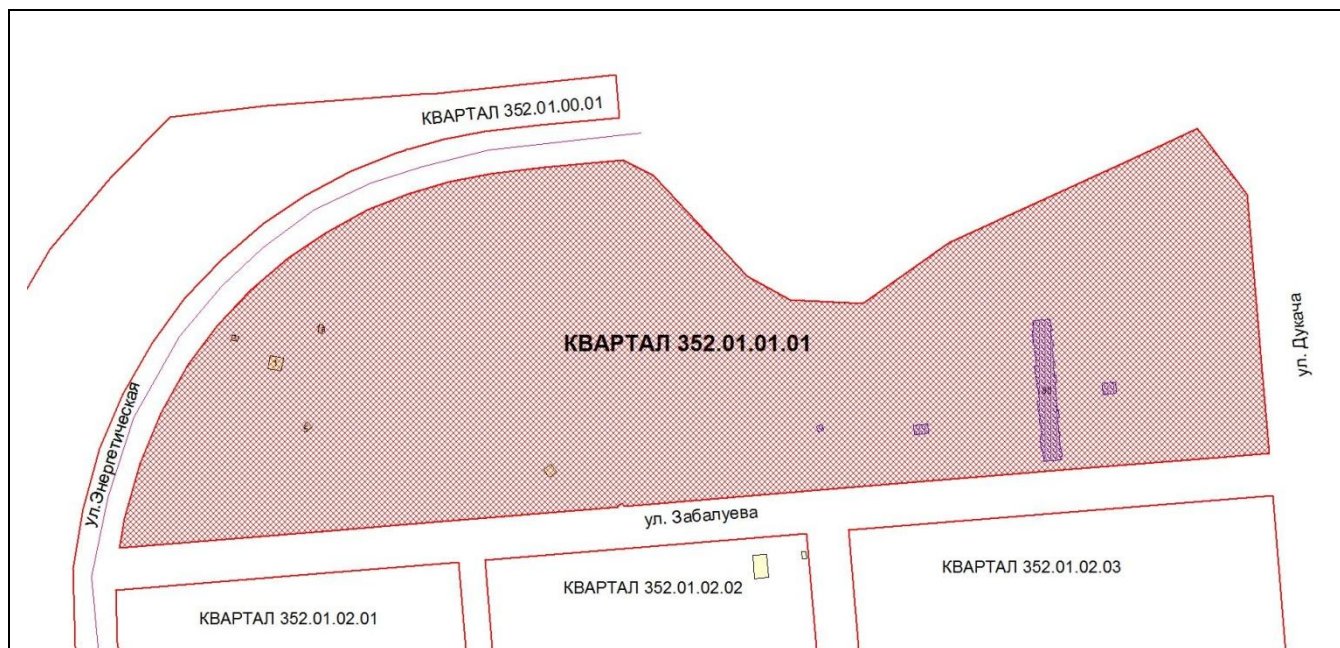 КВАРТАЛ 352.01.00.01
КВАРТАЛ 352.01.01.01
ул. Дукача
ул.Энергетическая
ул. Забалуева
КВАРТАЛ 352.01.02.03
КВАРТАЛ 352.01.02.02
КВАРТАЛ 352.01.02.01